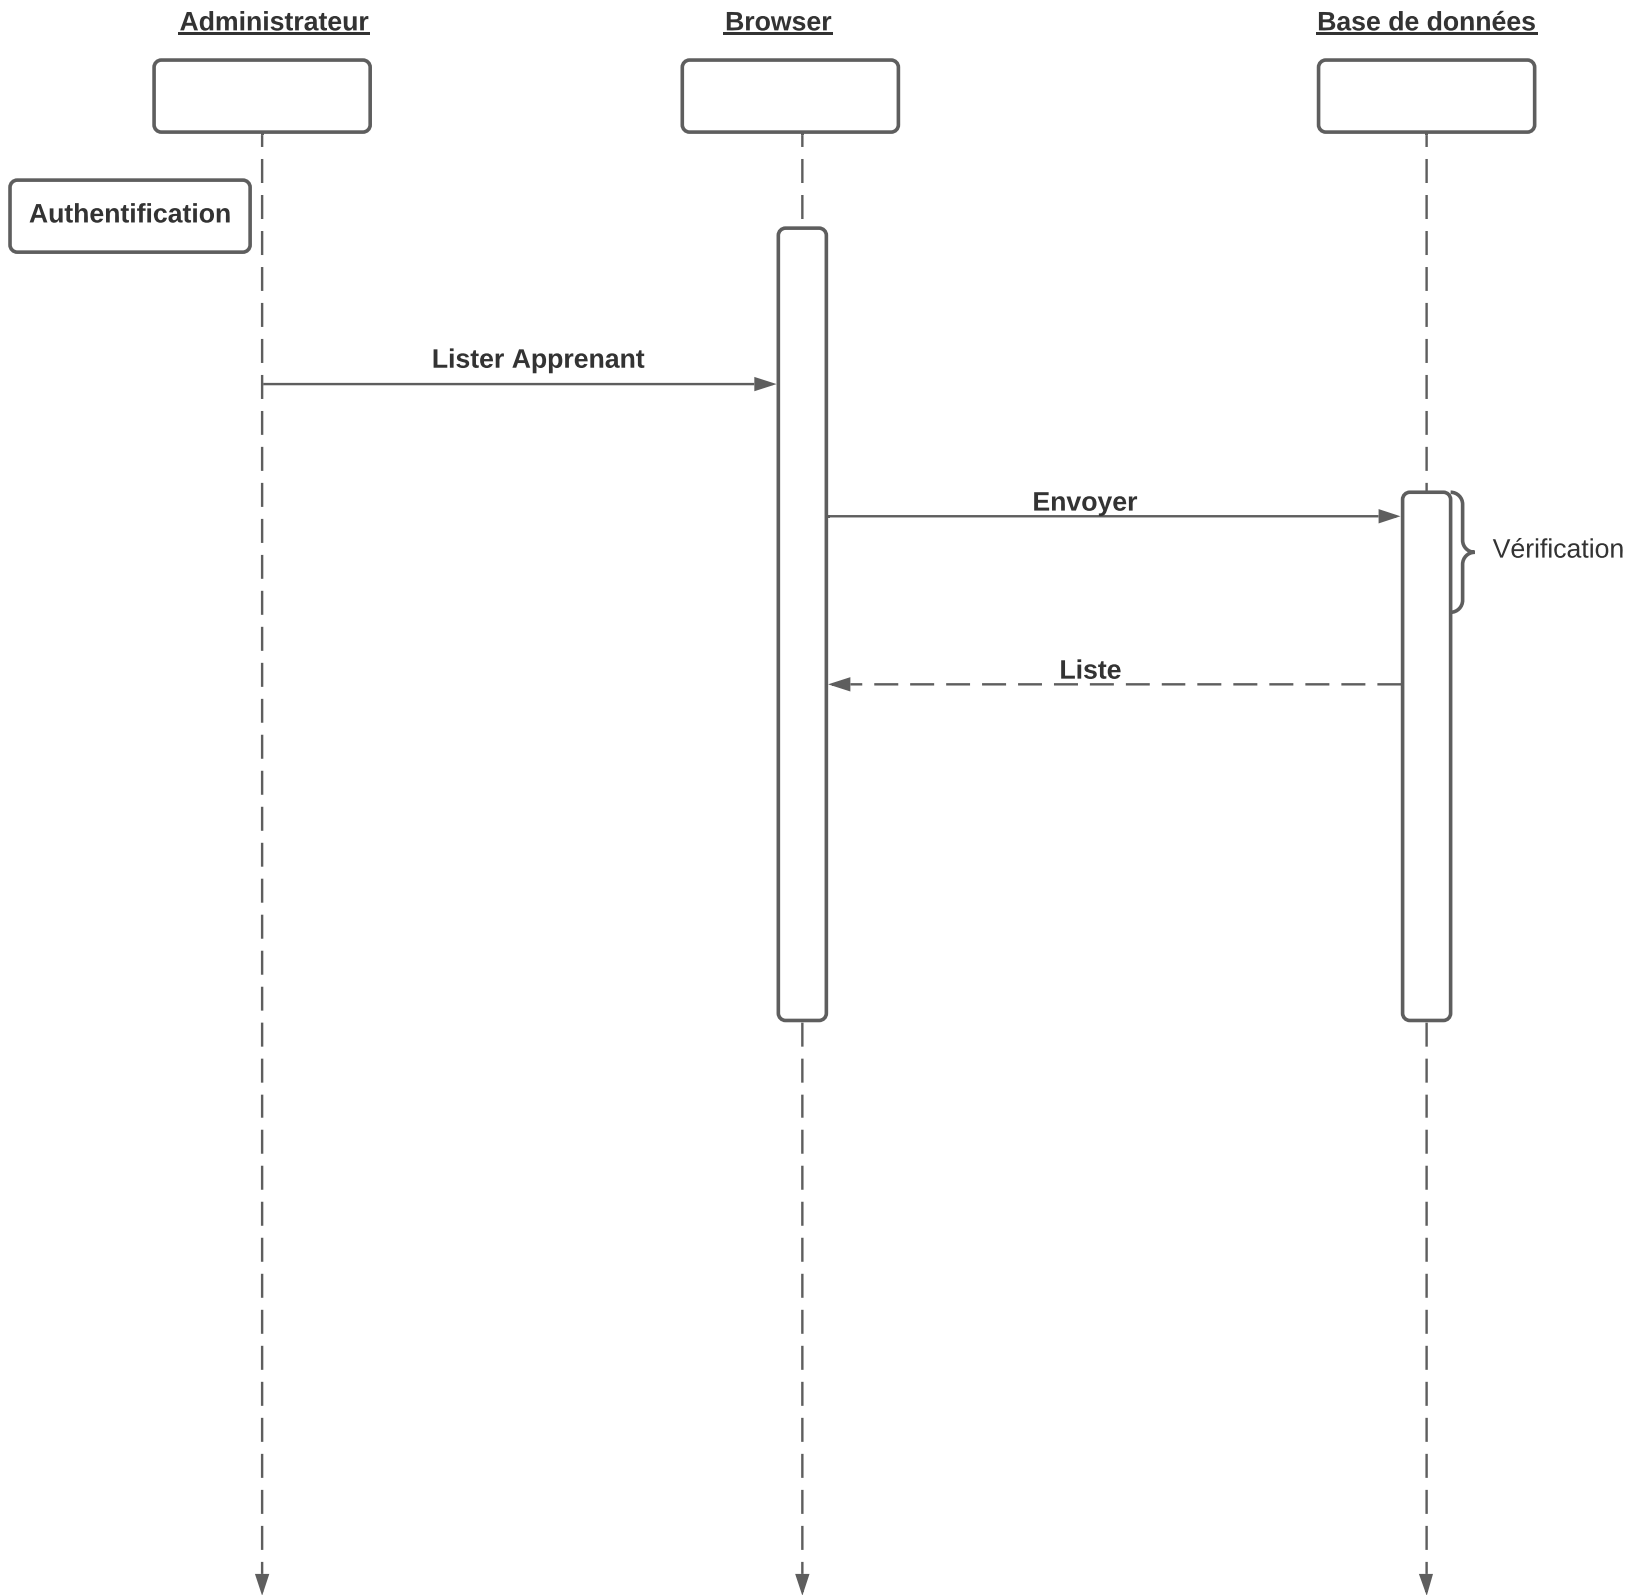 Administrateur
Browser
Base de données
Authentification
Lister Apprenant
Envoyer
Vérification
Liste